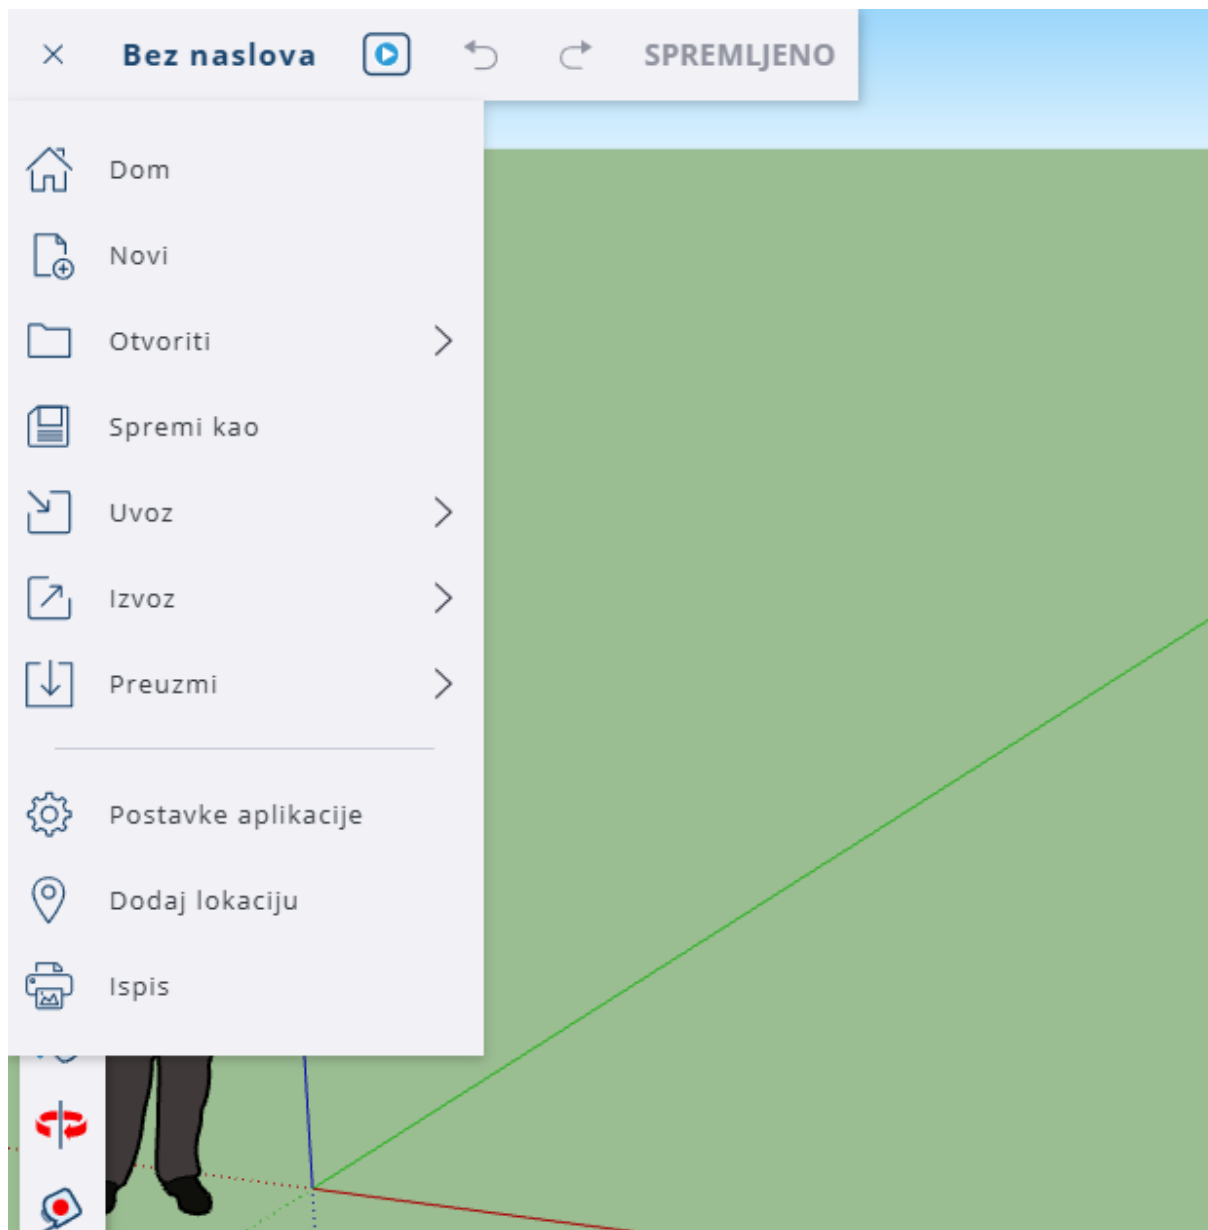 Bez naslova
SPREMLJENO
Dom
Novi
Otvoriti
Spremi kao
Uvoz
Izvoz
Preuzmi
Postavke aplikacije
Dodaj lokaciju
Ispis